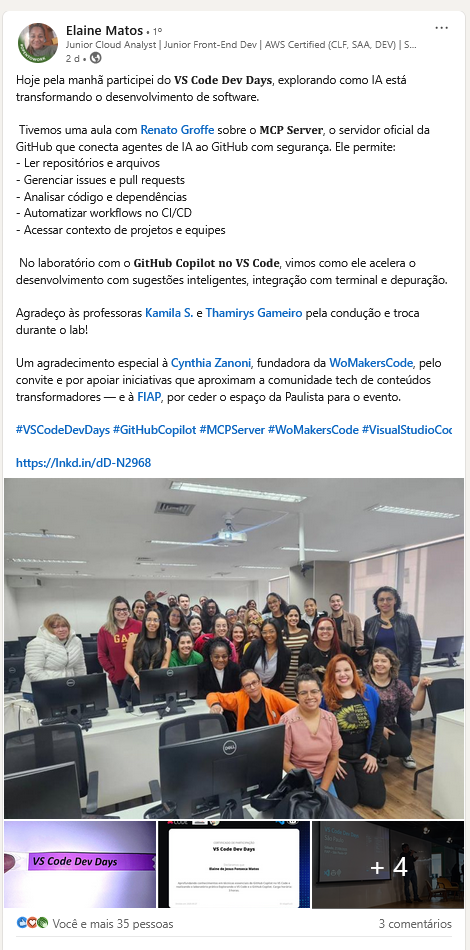 Elaine Matos • 1º
Junior Cloud Analyst | Junior Front-End Dev | AWS Certified (CLF, SAA, DEV) | S...
2 d •
Hoje pela manhã participei do VS Code Dev Days, explorando como IA está
transformando o desenvolvimento de software.
Tivemos uma aula com Renato Groffe sobre o MCP Server, o servidor oficial da
GitHub que conecta agentes de IA ao GitHub com segurança. Ele permite:
- Ler repositórios e arquivos
- Gerenciar issues e pull requests
- Analisar código e dependências
- Automatizar workflows no CI/CD
- Acessar contexto de projetos e equipes
No laboratório com o GitHub Copilot no VS Code, vimos como ele acelera o
desenvolvimento com sugestões inteligentes, integração com terminal e depuração.
Agradeço às professoras Kamila S. e Thamirys Gameiro pela condução e troca
durante o lab!
Um agradecimento especial à Cynthia Zanoni, fundadora da WoMakersCode, pelo
convite e por apoiar iniciativas que aproximam a comunidade tech de conteúdos
transformadores — e à FIAP, por ceder o espaço da Paulista para o evento.
#VSCodeDevDays #GitHubCopilot #MCPServer #WoMakersCode #VisualStudioCo
https://lnkd.in/dD-N2968
DELL
VS Code Dev Days
VS Code Dev Days
Elaine de Jesus Fonseca Matos
+ 4
Você e mais 35 pessoas
3 comentários